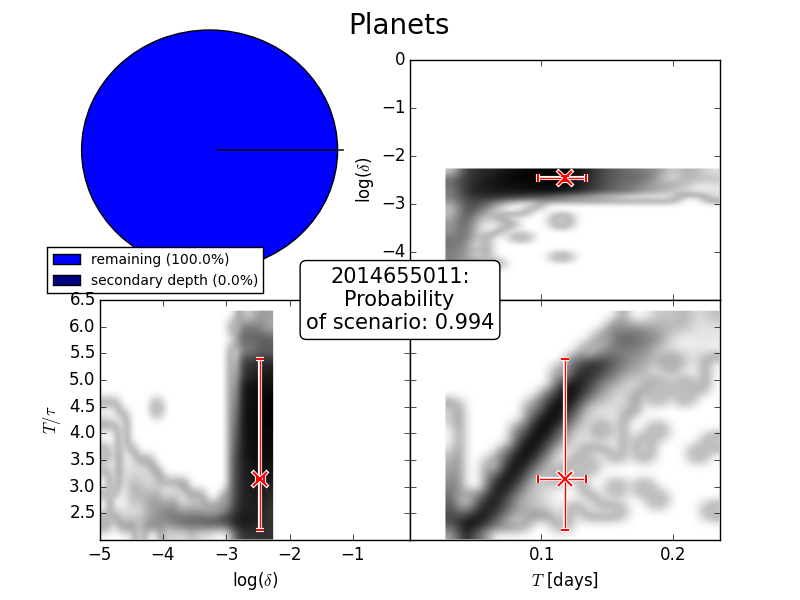 Planets
0
−1
−2
−3
−4
log(δ)
remaining (100.0%)
secondary depth (0.0%)
2014655011:
Probability
of scenario: 0.994
6.5
6.0
5.5
5.0
4.5
4.0
3.5
3.0
2.5
T/τ
−5
−4
−3
−2
−1
log(δ)
0.1
0.2
T [days]